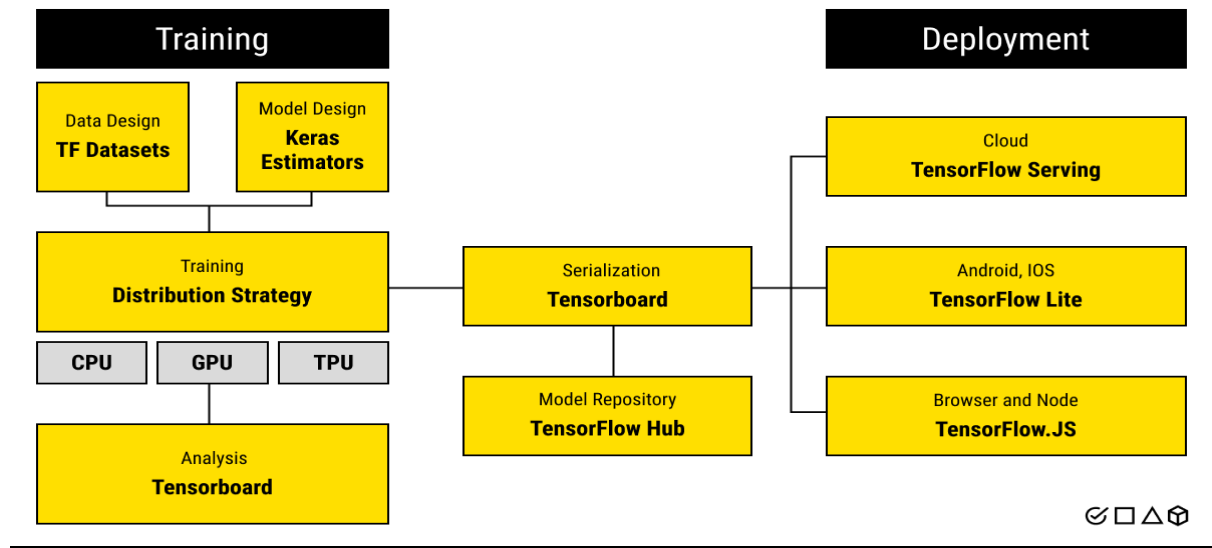 Training
Deployment
Data Design
TF Datasets
Model Design
Keras
Estimators
Training
Distribution Strategy
CPU
GPU
TPU
Analysis
Tensorboard
Serialization
Tensorboard
Model Repository
TensorFlow Hub
Cloud
TensorFlow Serving
Android, IOS
TensorFlow Lite
Browser and Node
TensorFlow.JS